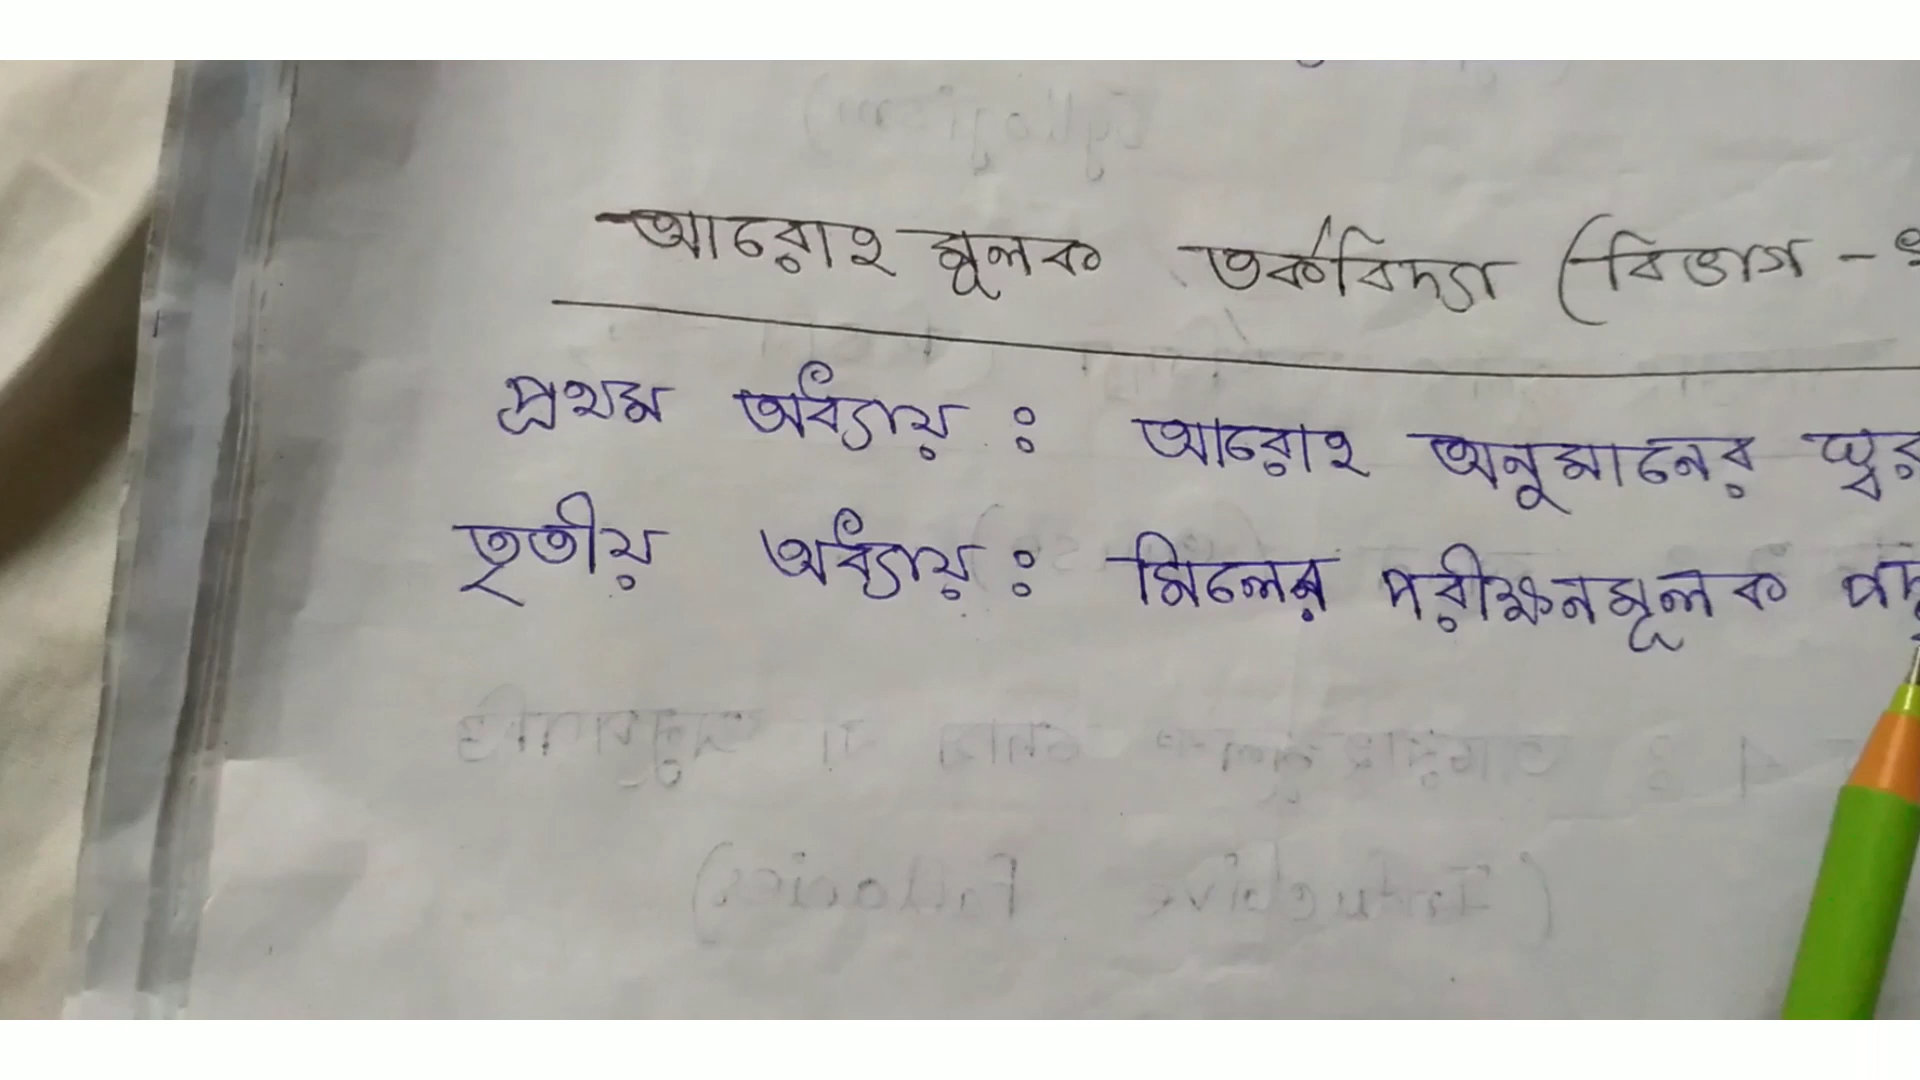 আরোহ মূলক তর্কবিদ্যা (বিভাগ -
প্রথম অধ্যায় : আরোহ অনুমানের
তৃতীয় অধ্যায় : মিলের পরীক্ষনমূলক